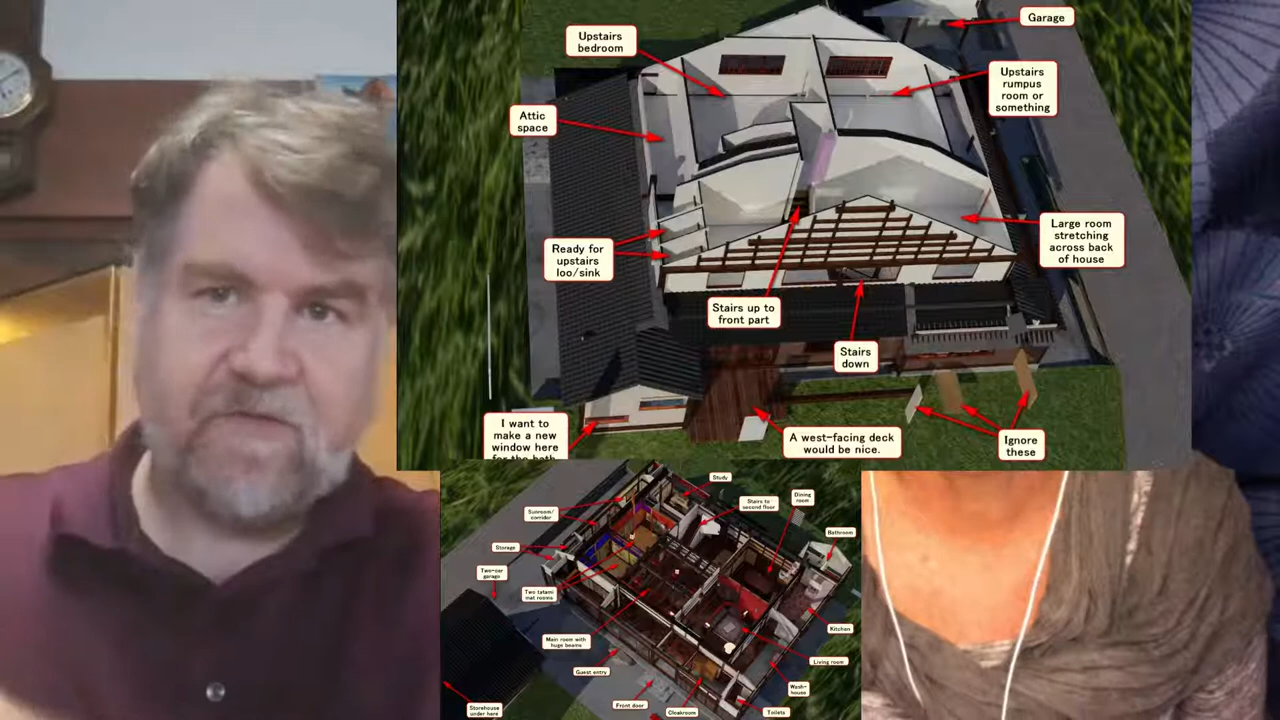 Garage
Upstairs
bedroom
Upstairs
rumpus
room or
something
Attic
space
Large room
stretching
across back
of house
Ready for
upstairs
loo/sink
Stairs up to
front part
Stairs
down
I want to
make a new
window here
for the bath
A west-facing deck
would be nice.
Ignore
these
Study
Sunroom/
corridor
Stairs to
second floor
Dining
room
Bathroom
Storage
Two-car
garage
Two tatami
mat rooms
Main room with
huge beams
Kitchen
Guest entry
Living room
Wash-
house
Front door
Cloakroom
Toilets
Storehouse
under here